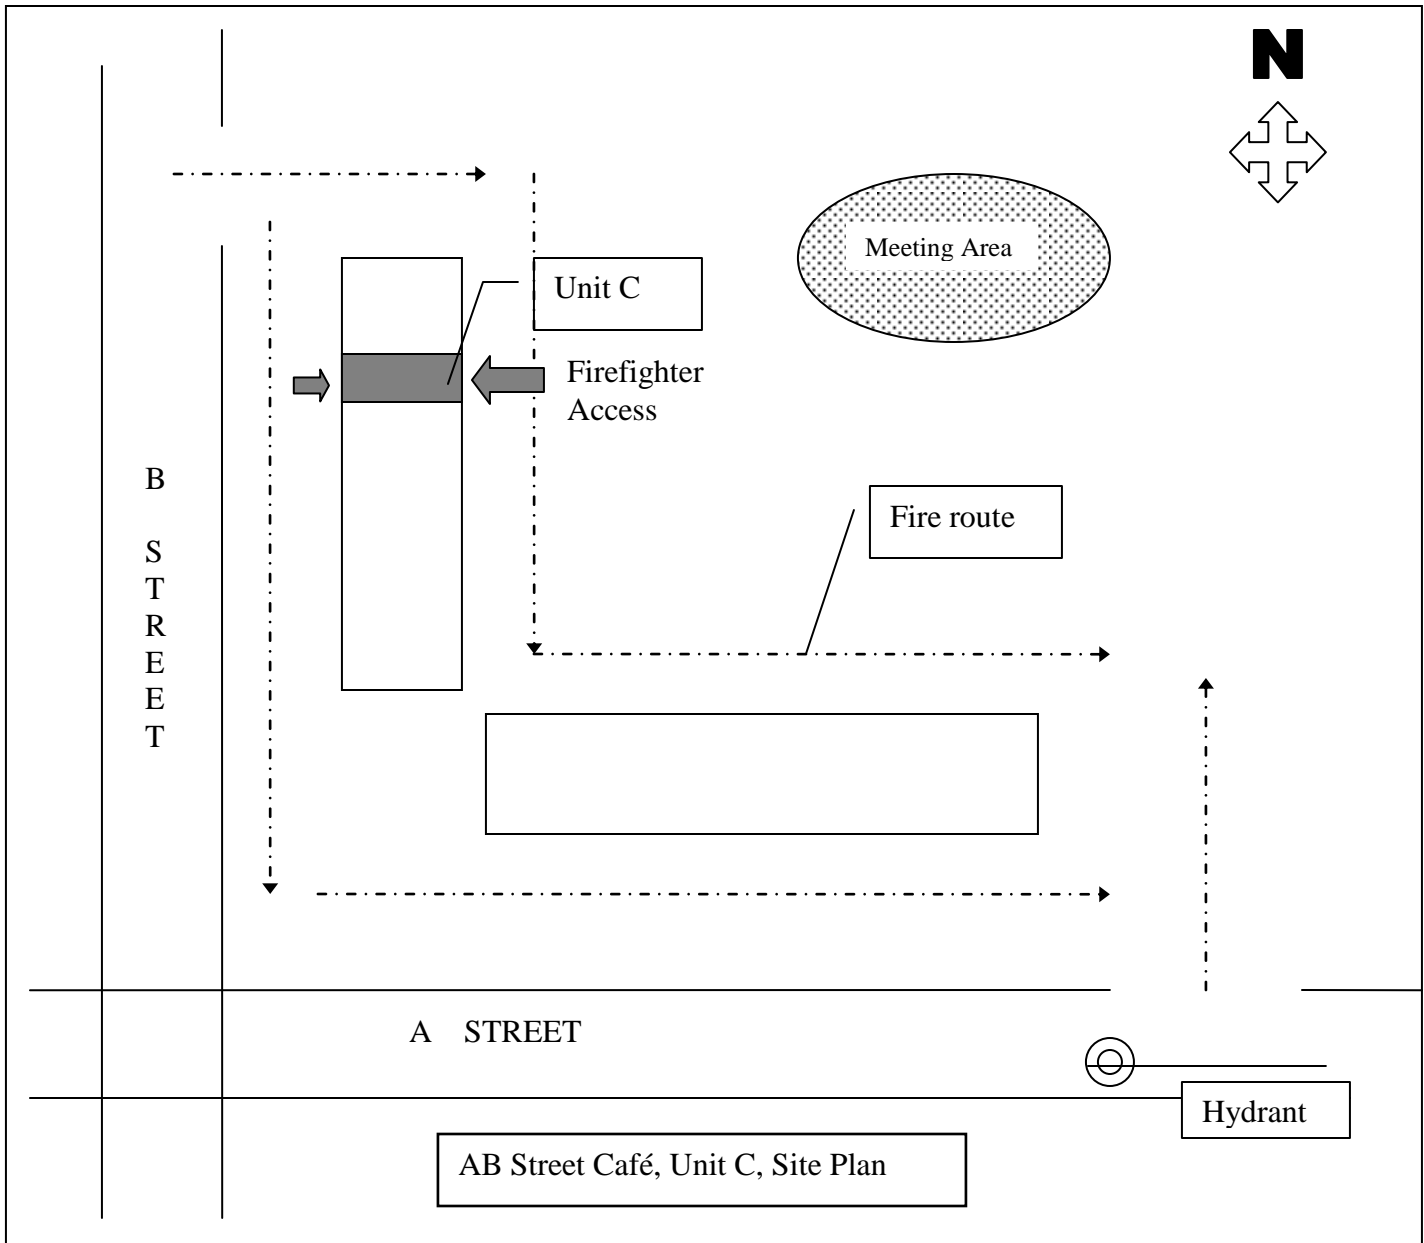 N
Meeting Area
Unit C
Firefighter
Access
B
S
T
R
E
E
T
Fire route
A STREET
Hydrant
AB Street Café, Unit C, Site Plan